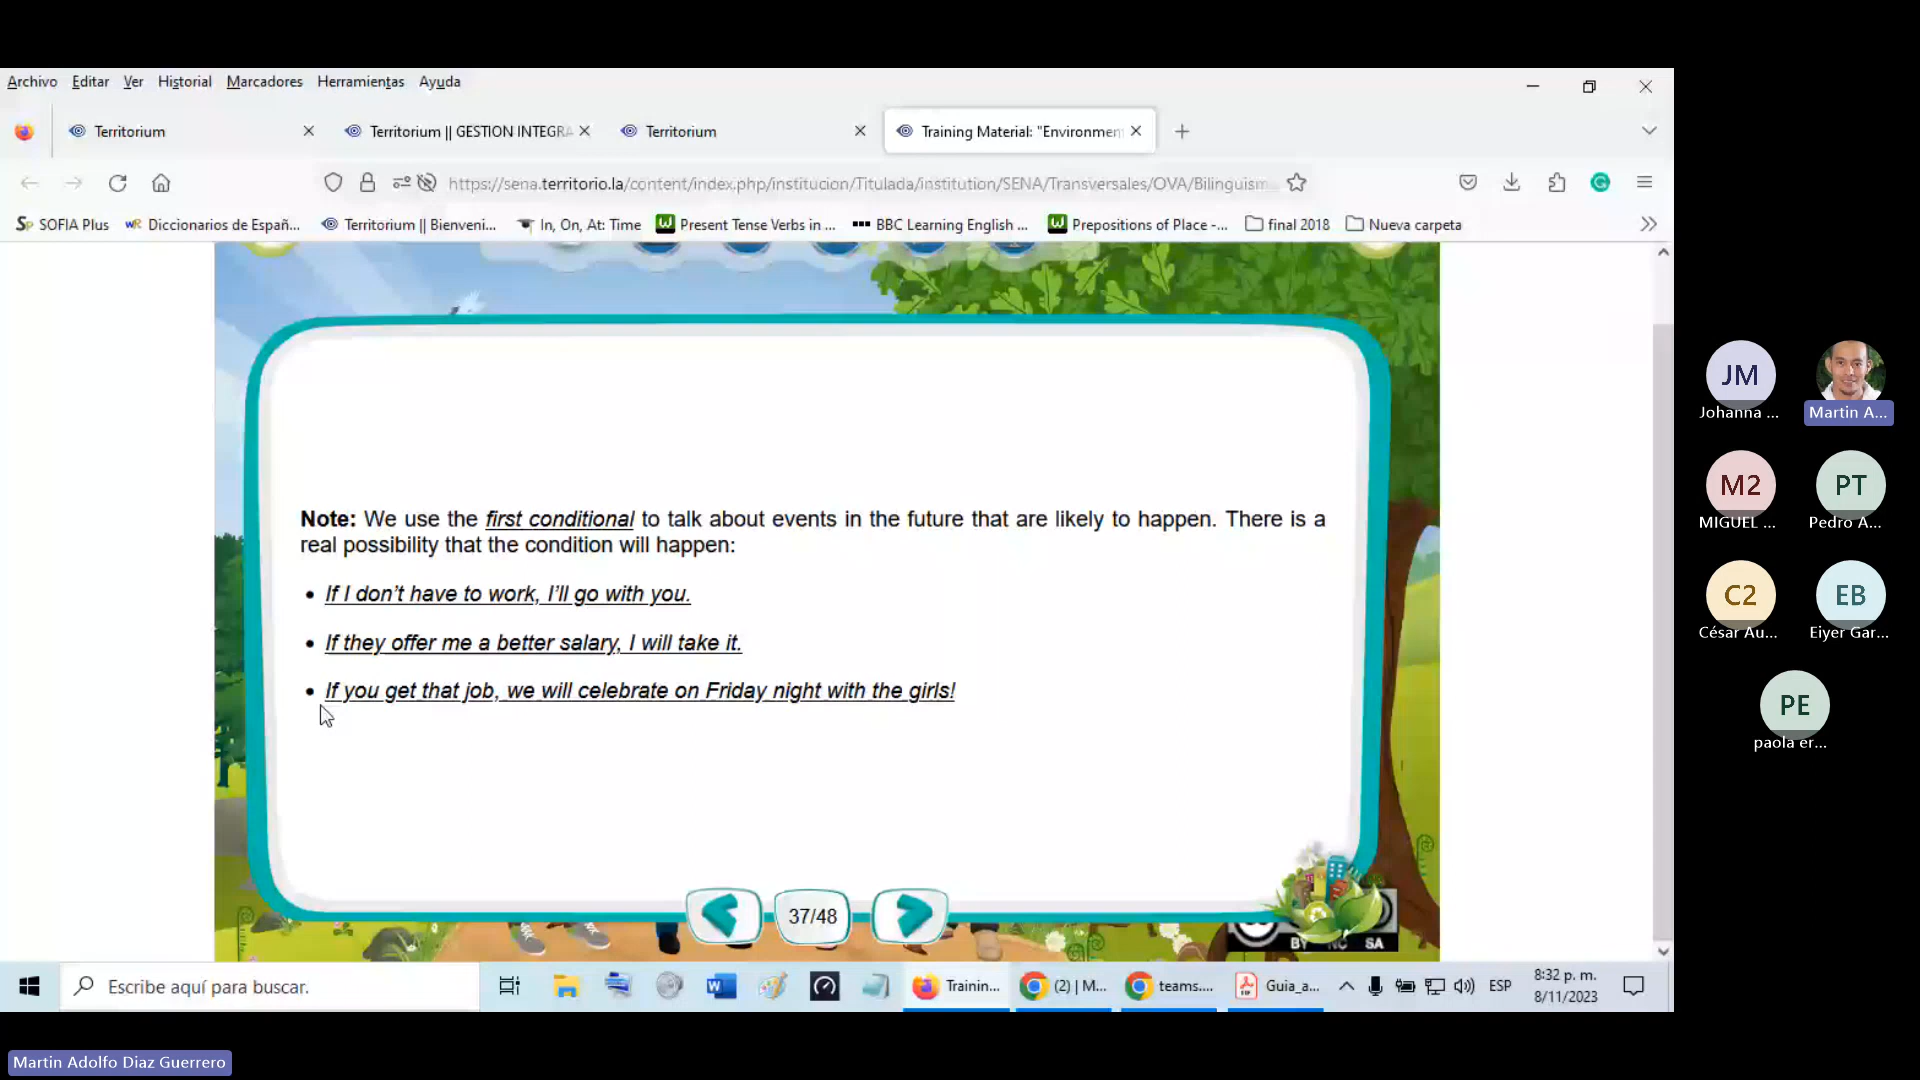 Archivo Editar Ver Historial Marcadores Herramientas Ayuda
Territorium
Territorium || GESTION INTEGRA
Territorium
Training Material: "Environmen
https://sena.territorio.la/content/index.php/institucion/Titulada/institution/SENA/Transversales/OVA/Bilinguism...
SOFIA Plus
Diccionarios de Españ...
Territorium || Bienveni...
In, On, At: Time
Present Tense Verbs in ...
BBC Learning English ...
Prepositions of Place -...
final 2018
Nueva carpeta
Note: We use the first conditional to talk about events in the future that are likely to happen. There is a
real possibility that the condition will happen:
• If I don't have to work, I'll go with you.
• If they offer me a better salary, I will take it.
• If you get that job, we will celebrate on Friday night with the girls!
37/48
BY NC SA
JM
Johanna ...
Martin A...
M2
MIGUEL ...
PT
Pedro A...
C2
César Au...
EB
Eiyer Gar...
PE
paola er...
Escribe aquí para buscar.
Trainin...
(2) | M...
teams....
Guia_a...
ESP
8:32 p. m.
8/11/2023
Martin Adolfo Diaz Guerrero